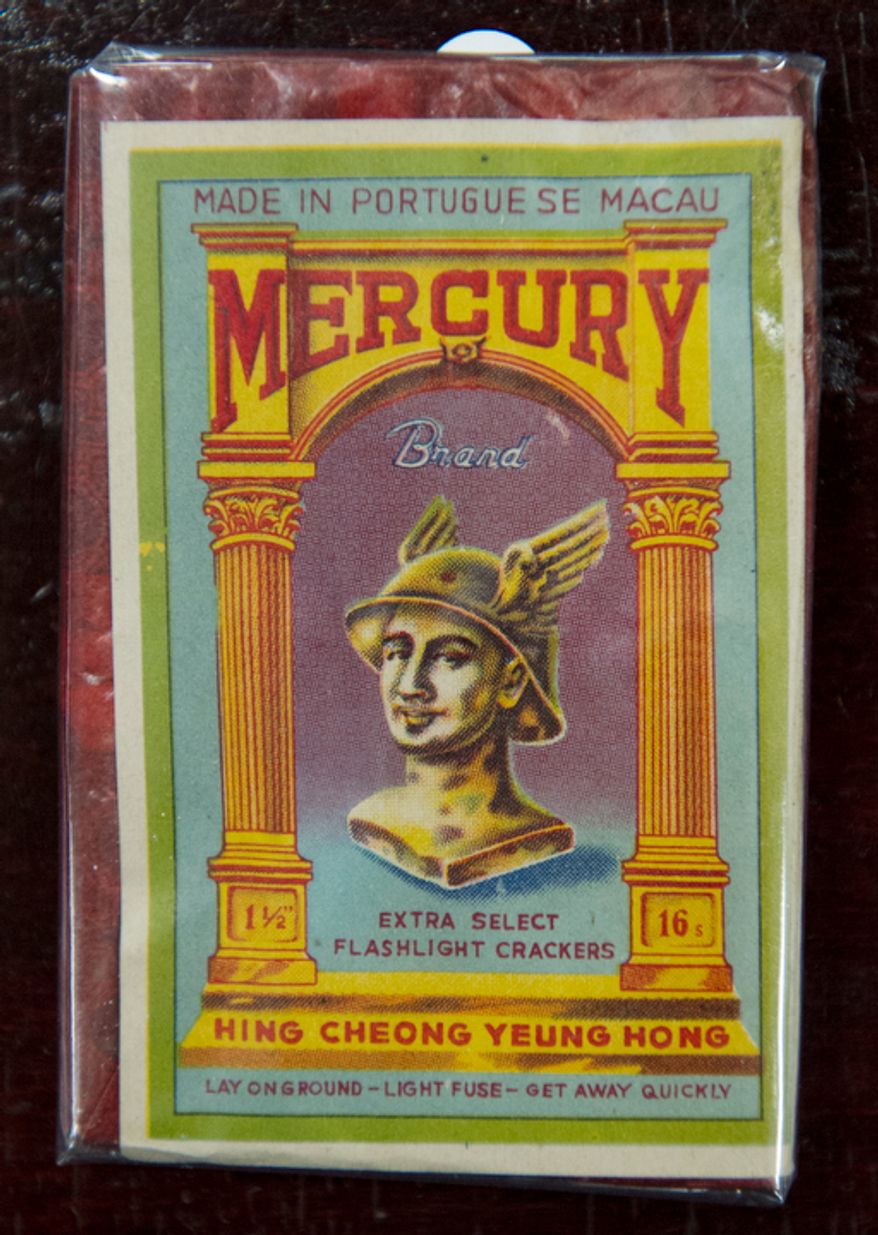 MADE IN PORTUGUESE MACAU
MERCURY
Brand
1½"
EXTRA SELECT
FLASHLIGHT CRACKERS
16s
HING CHEONG YEUNG HONG
LAY ON GROUND – LIGHT FUSE – GET AWAY QUICKLY